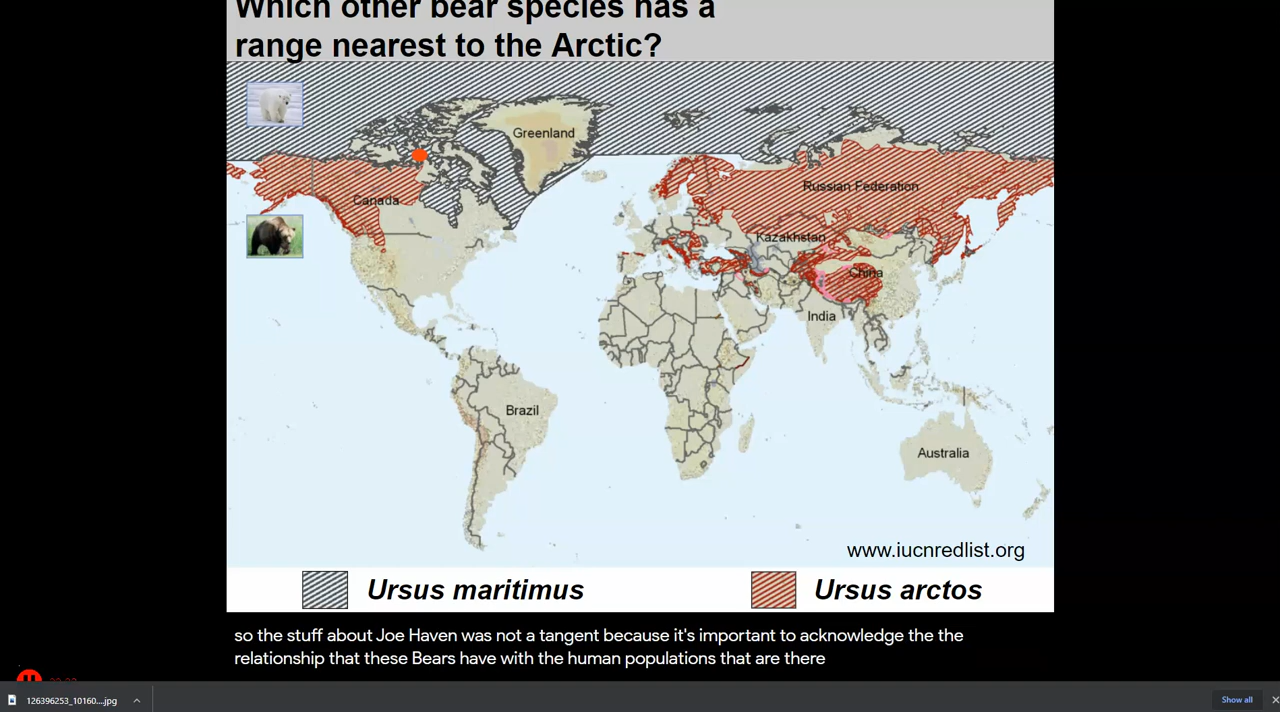 Which other bear species has a
range nearest to the Arctic?
Greenland
Canada
Russian Federation
Kazakhstan
China
India
Brazil
Australia
www.iucnredlist.org
Ursus maritimus
Ursus arctos
so the stuff about Joe Haven was not a tangent because it's important to acknowledge the the
relationship that these Bears have with the human populations that are there
126396253_10160....jpg
Show all